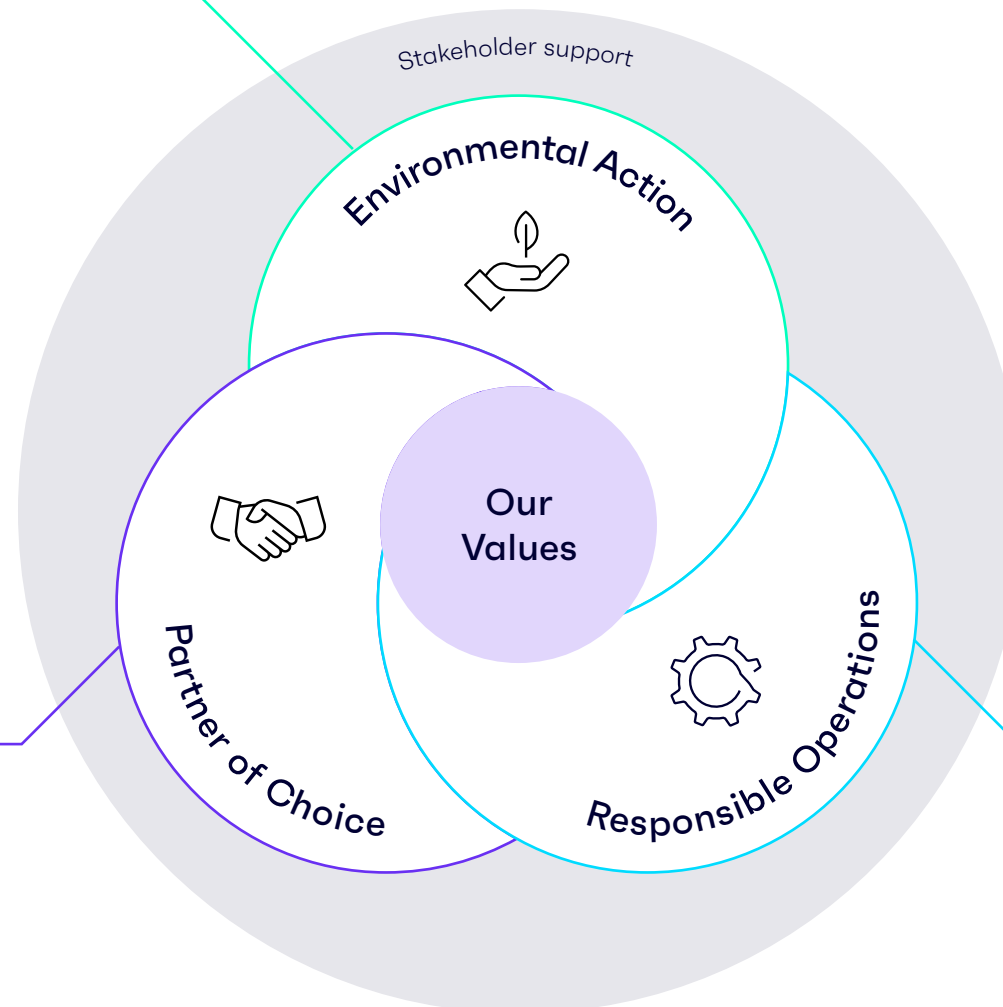 Stakeholder support
Environmental Action
Our
Values
Partner of Choice
Responsible Operations